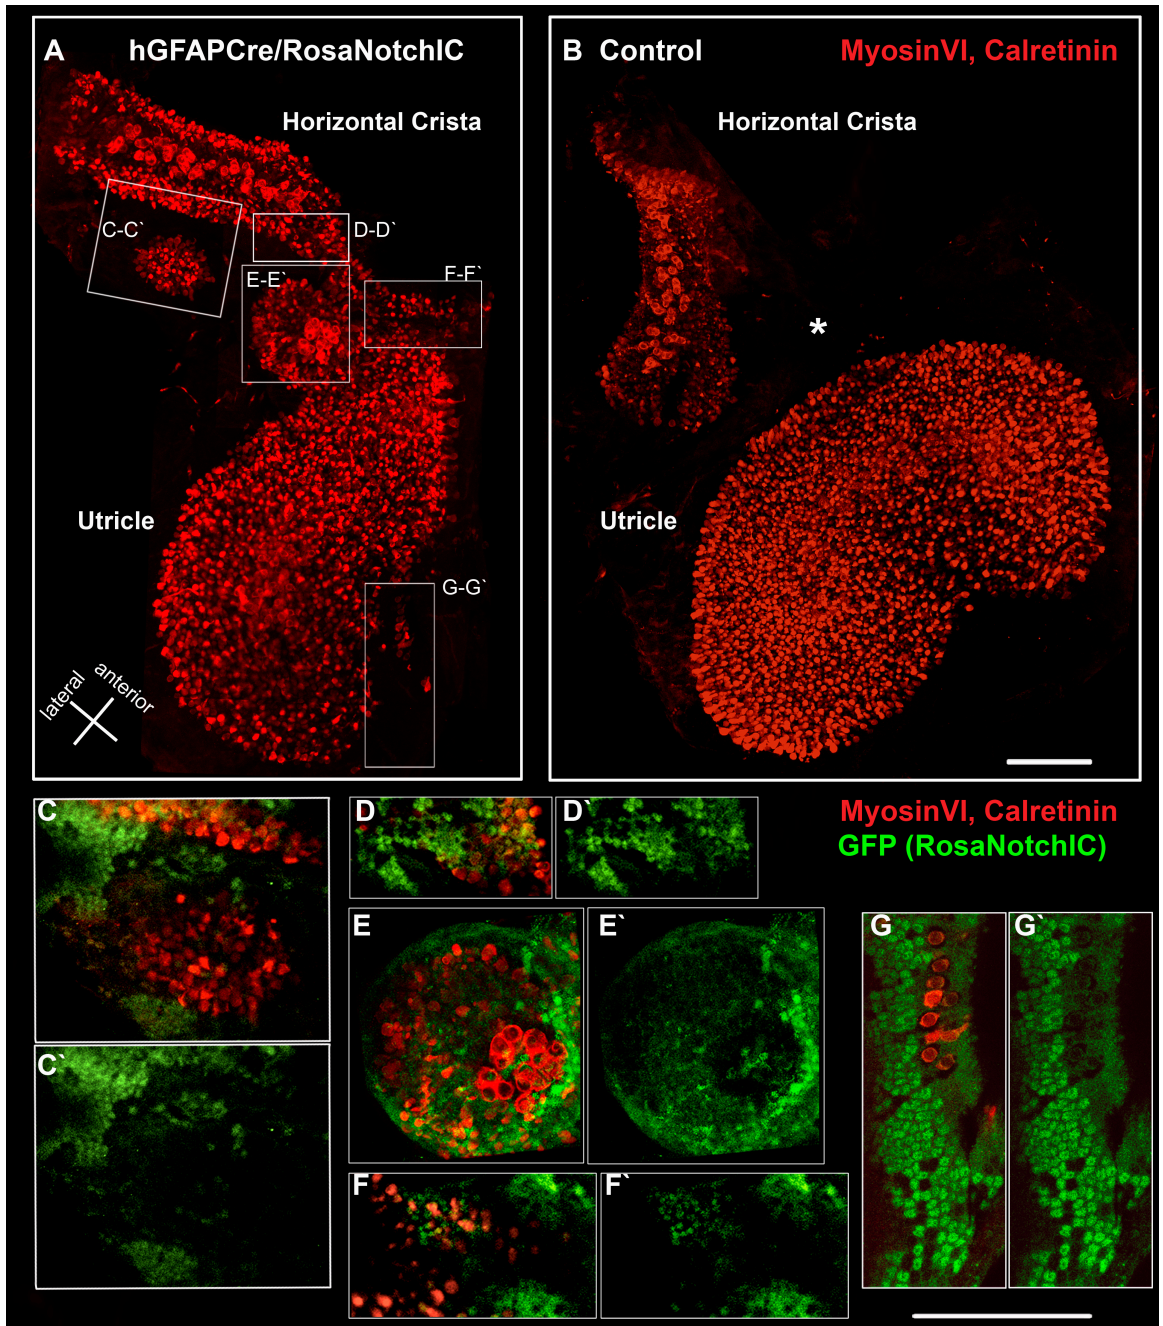 A hGFAPCre/RosaNotchIC
Horizontal Crista
C-C`
D-D`
E-E`
F-F`
Utricle
G-G`
lateral
anterior
B Control MyosinVI, Calretinin
Horizontal Crista
*
Utricle
C
C`
D
D`
MyosinVI, Calretinin
GFP (RosaNotchIC)
E
E`
F
F`
G
G`